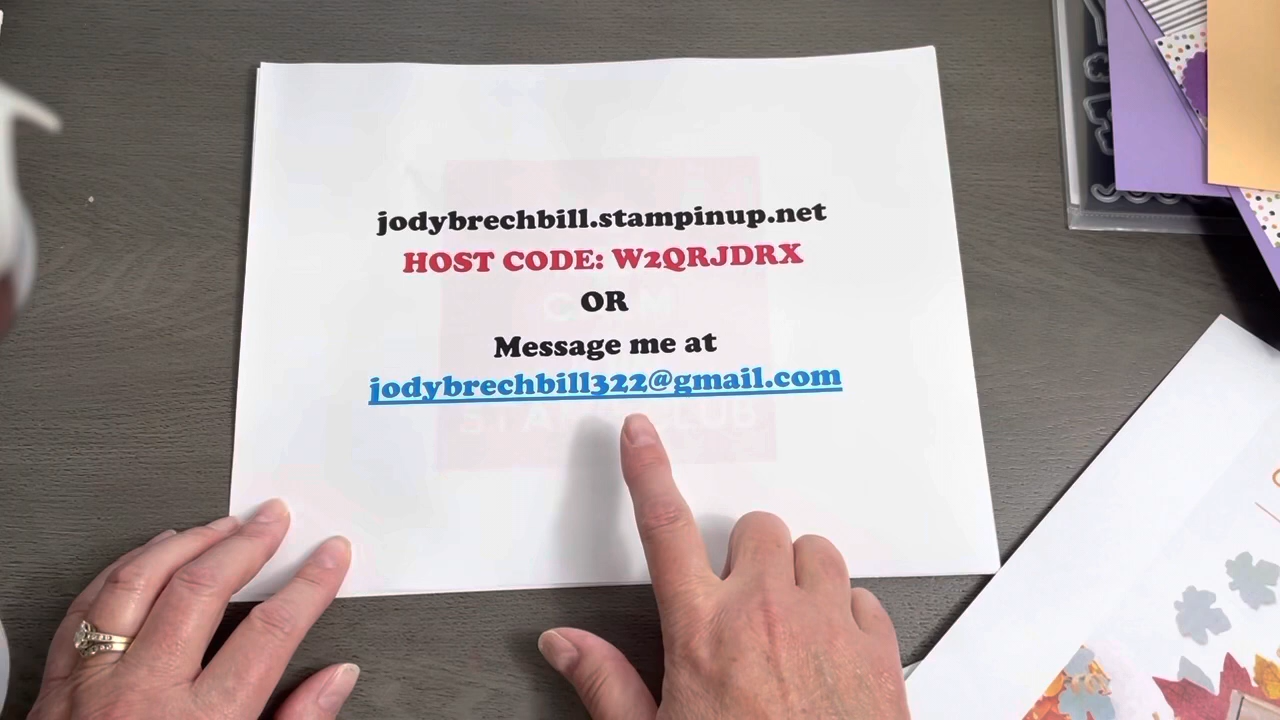 jodybrechbill.stampinup.net
HOST CODE: W2QRJDRX
OR
Message me at
jodybrechbill322@gmail.com